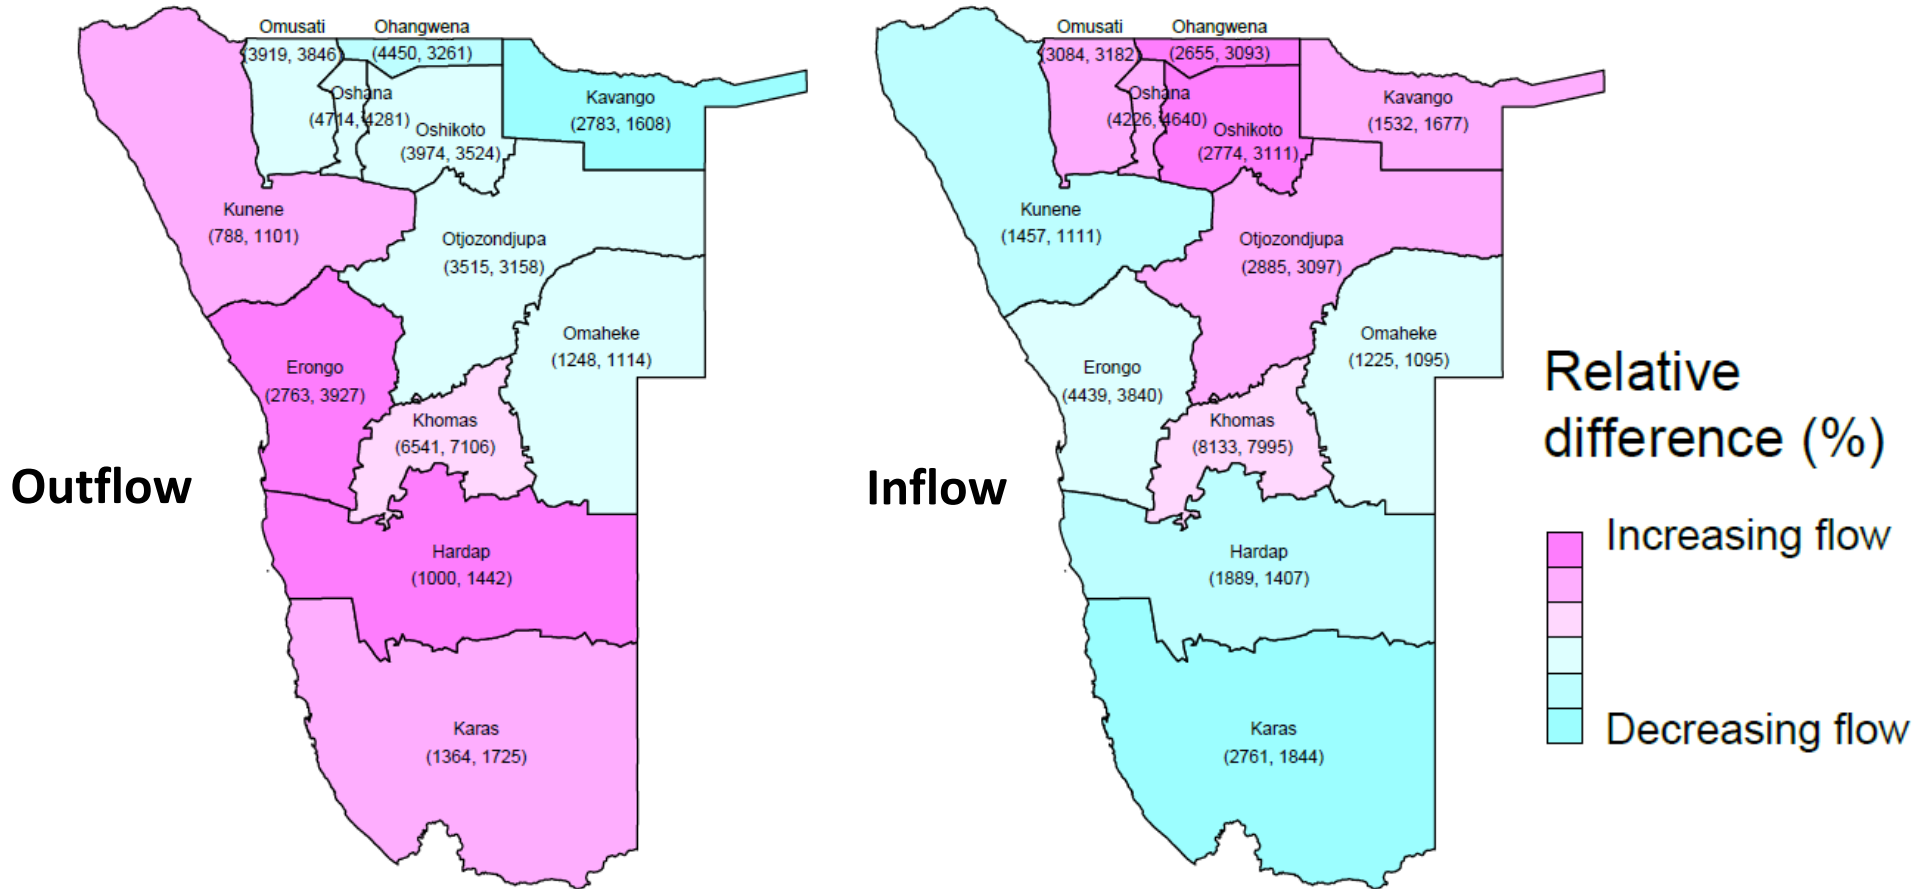 Omusati
(3919, 3846)
Ohangwena
(4450, 3261)
Oshana
(4714, 4281)
Oshikoto
(3974, 3524)
Kavango
(2783, 1608)
Kunene
(788, 1101)
Otjozondjupa
(3515, 3158)
Omaheke
(1248, 1114)
Erongo
(2763, 3927)
Khomas
(6541, 7106)
Outflow
Hardap
(1000, 1442)
Karas
(1364, 1725)
Omusati
(3084, 3182)
Ohangwena
(2655, 3093)
Oshana
(4226, 4640)
Oshikoto
(2774, 3111)
Kavango
(1532, 1677)
Kunene
(1457, 1111)
Otjozondjupa
(2885, 3097)
Omaheke
(1225, 1095)
Erongo
(4439, 3840)
Khomas
(8133, 7995)
Inflow
Hardap
(1889, 1407)
Karas
(2761, 1844)
Relative
difference (%)
Increasing flow
Decreasing flow